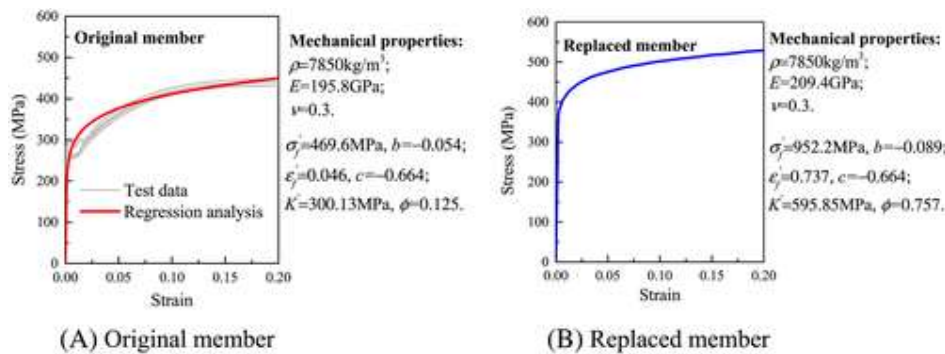 600
500
400
300
200
100
0
Stress (MPa)
Original member
Test data
Regression analysis
0.00 0.05 0.10 0.15 0.20
Strain
Mechanical properties:
ρ=7850kg/m³;
E=195.8GPa;
ν=0.3.
σ'f=469.6MPa, b=−0.054;
ε'f=0.046, c=−0.664;
K'=300.13MPa, ϕ=0.125.
(A) Original member
600
500
400
300
200
100
0
Stress (MPa)
Replaced member
0.00 0.05 0.10 0.15 0.20
Strain
Mechanical properties:
ρ=7850kg/m³;
E=209.4GPa;
ν=0.3.
σ'f=952.2MPa, b=−0.089;
ε'f=0.737, c=−0.664;
K'=595.85MPa, ϕ=0.757.
(B) Replaced member